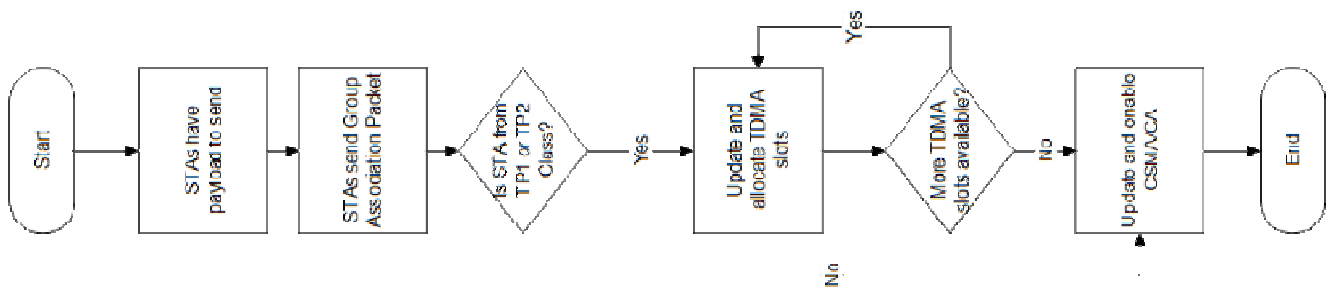 Start
STAs have
payload to send
STAs send Group
Association Packet
Is STA from
TP1 or TP2
Class?
Yes
No
Update and
allocate TDMA
slots
More TDMA
slots available?
Yes
No
Update and enable
CSMA/CA
End